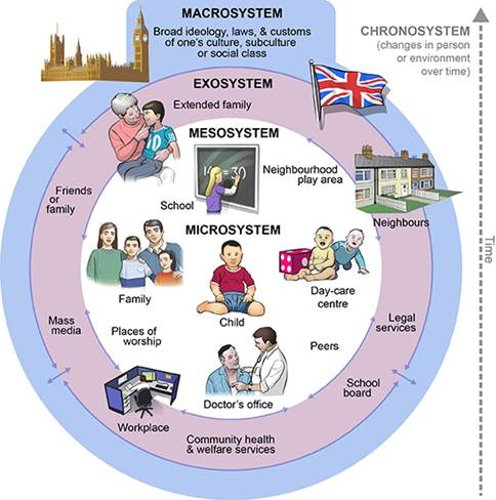 MACROSYSTEM
Broad ideology, laws, & customs
of one's culture, subculture
or social class
CHRONOSYSTEM
(changes in person
or environment
over time)
EXOSYSTEM
Extended family
MESOSYSTEM
Neighbourhood
play area
School
Friends
or
family
Neighbours
MICROSYSTEM
Family
Child
Day-care
centre
Time
Mass
media
Places of
worship
Peers
Legal
services
School
board
Doctor's office
Workplace
Community health
& welfare services